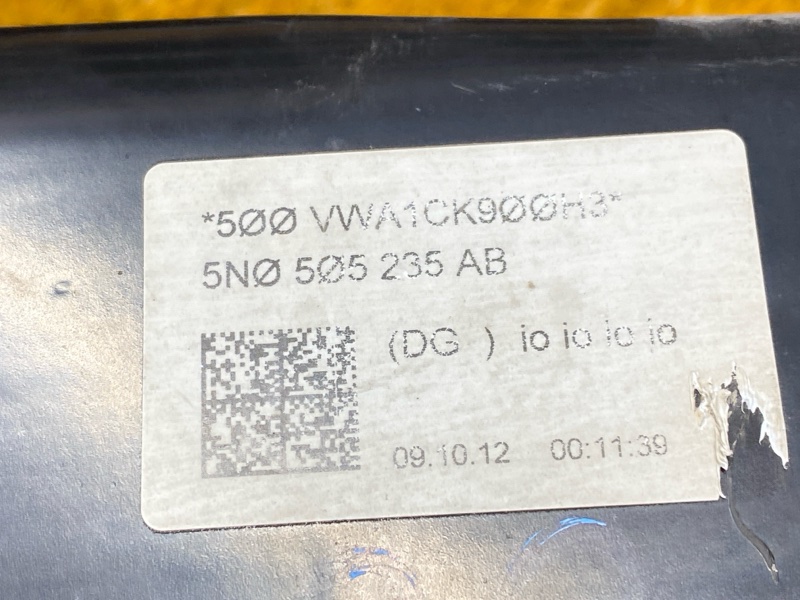 *5ØØ VWA1CK9ØØH3*
5NØ 5Ø5 235 AB
(DG ) io io io io
09.10.12 00:11:39